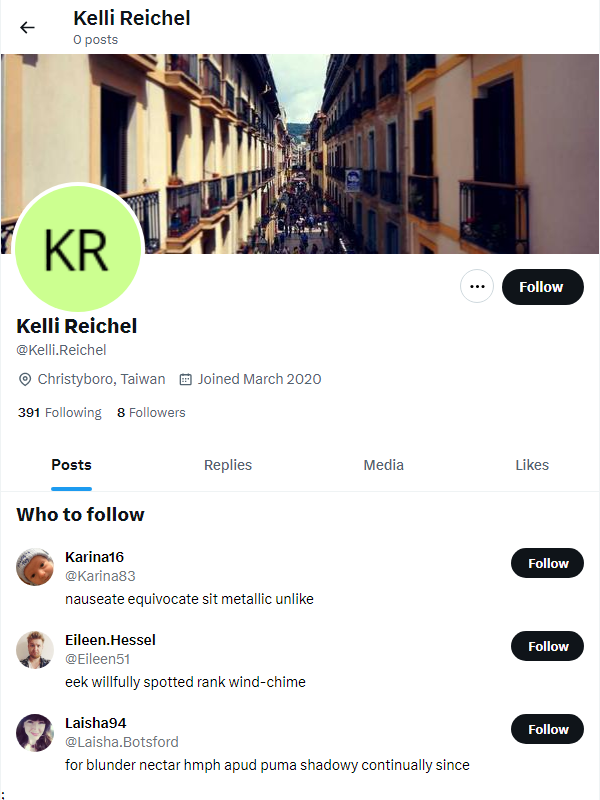 Kelli Reichel
0 posts
KR
Follow
Kelli Reichel
@Kelli.Reichel
Christyboro, Taiwan Joined March 2020
391 Following 8 Followers
Posts Replies Media Likes
Who to follow
Karina16
@Karina83
Follow
nauseate equivocate sit metallic unlike
Eileen.Hessel
@Eileen51
Follow
eek willfully spotted rank wind-chime
Laisha94
@Laisha.Botsford
Follow
for blunder nectar hmph apud puma shadowy continually since
;